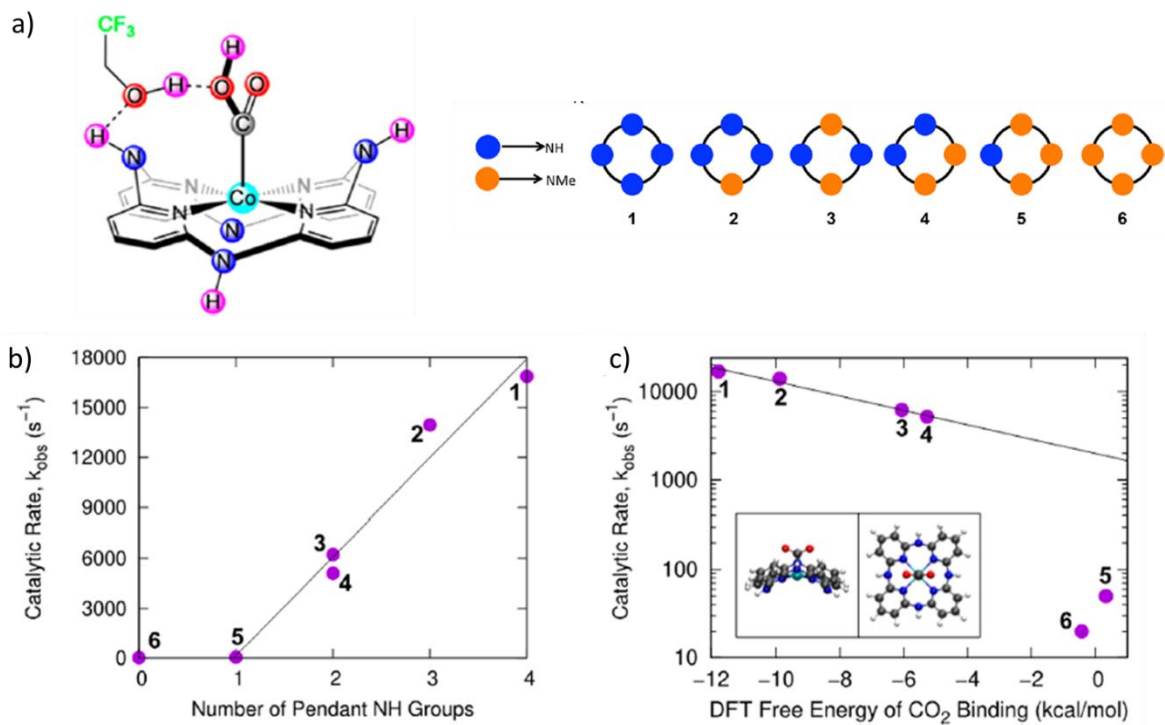 a)
CF3
H
O
H
O
O
H
C
H
N
N
H
N
N
Co
N
N
N
N
H
NH
NMe
1
2
3
4
5
6
b)
Catalytic Rate, kobs (s−1)
18000
15000
12000
9000
6000
3000
0
1
2
3
4
5
6
0 1 2 3 4
Number of Pendant NH Groups
c)
Catalytic Rate, kobs (s−1)
10000
1000
100
10
1
2
3
4
5
6
−12 −10 −8 −6 −4 −2 0
DFT Free Energy of CO2 Binding (kcal/mol)